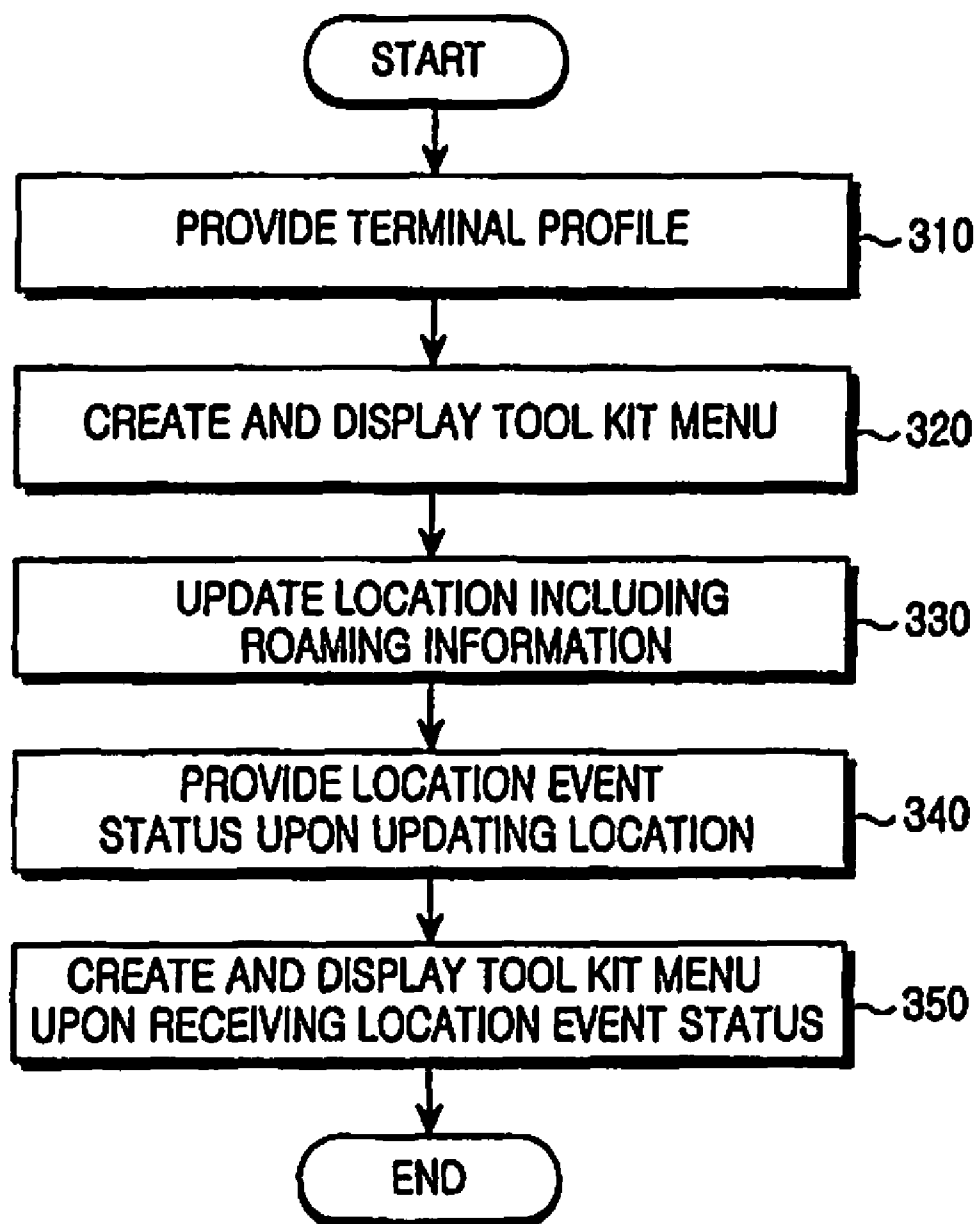 START
PROVIDE TERMINAL PROFILE
310
CREATE AND DISPLAY TOOL KIT MENU
320
UPDATE LOCATION INCLUDING
ROAMING INFORMATION
330
PROVIDE LOCATION EVENT
STATUS UPON UPDATING LOCATION
340
CREATE AND DISPLAY TOOL KIT MENU
UPON RECEIVING LOCATION EVENT STATUS
350
END